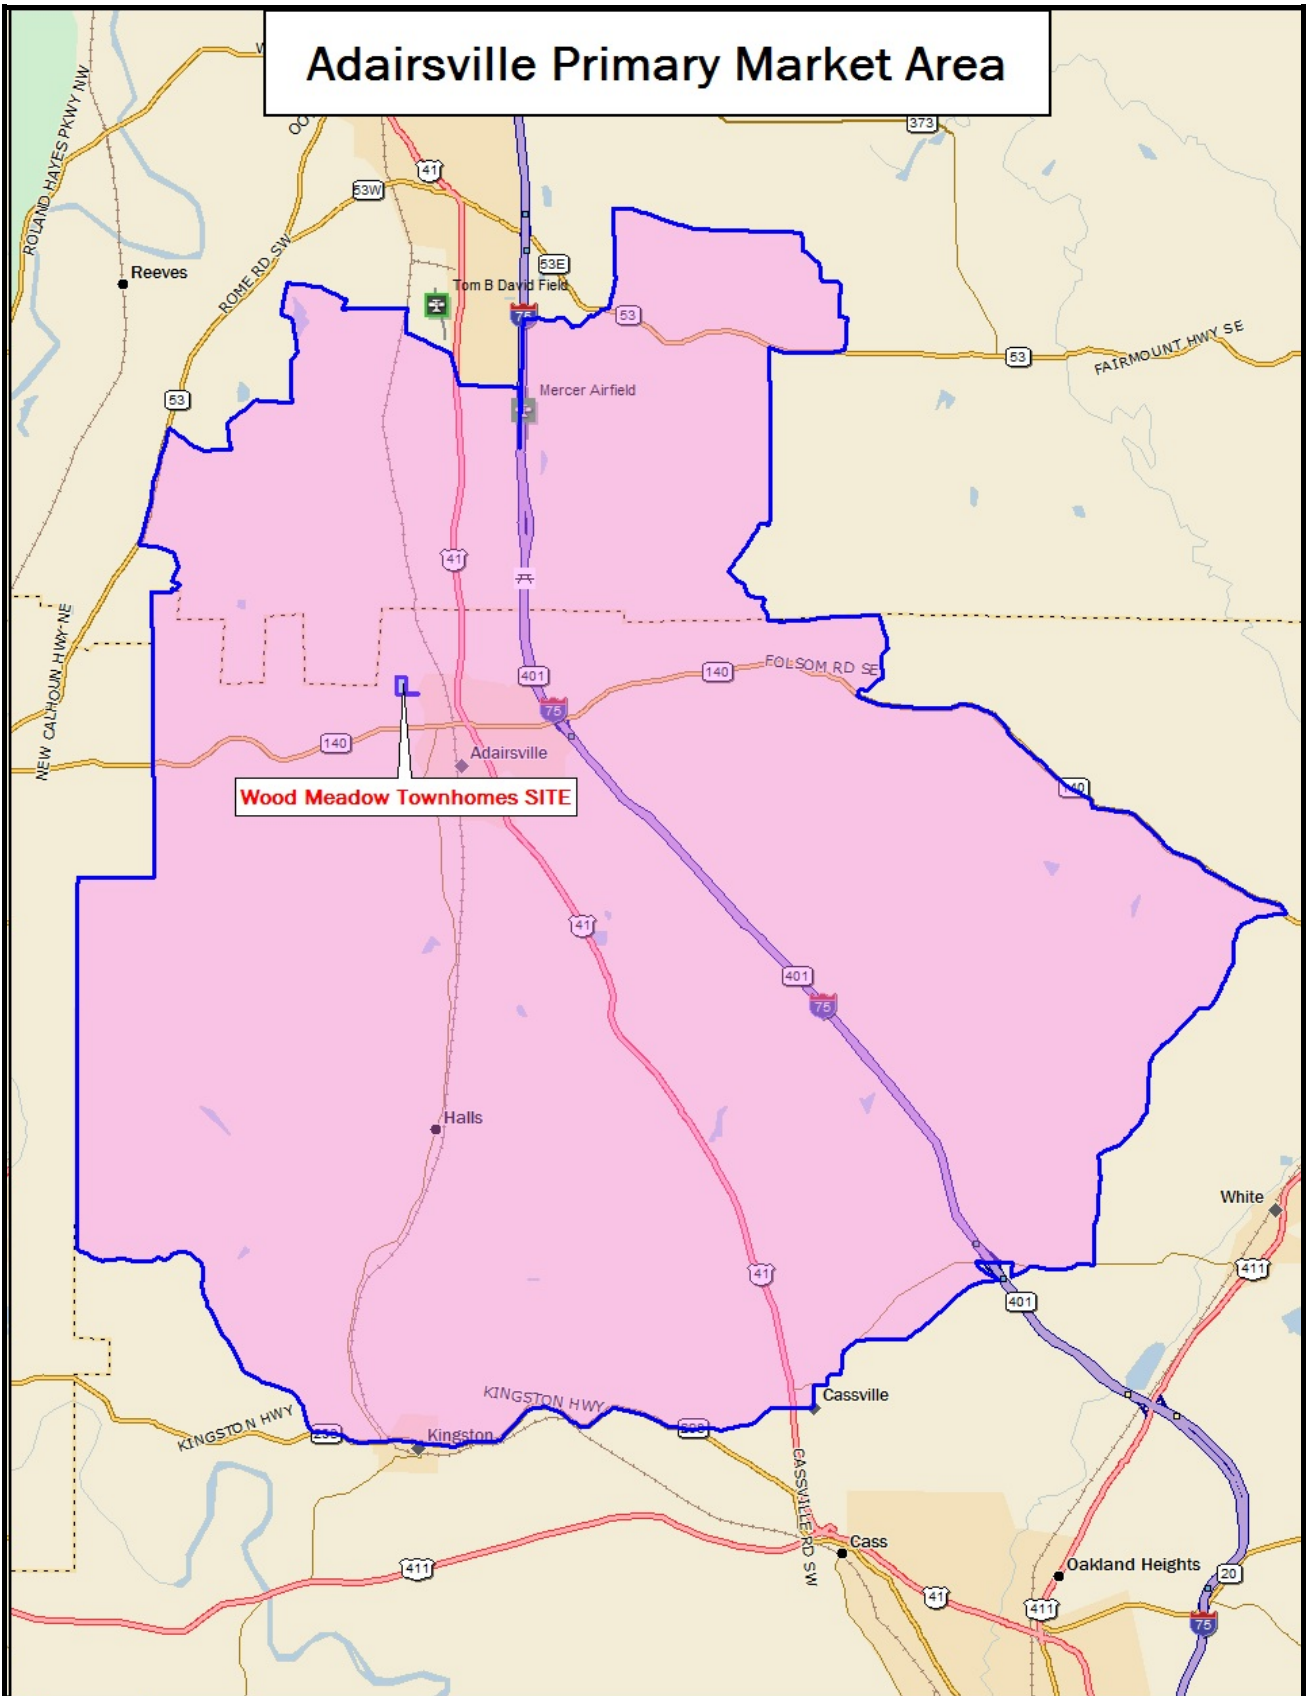 Adairsville Primary Market Area
W
373
ROLAND HAYES PKWY NW
41
53W
Reeves
ROME RD SW
53E
Tom B David Field
75
53
53
FAIRMOUNT HWY SE
Mercer Airfield
53
41
NEW CALHOUN HWY NE
401
140
FOLSOM RD SE
75
140
Adairsville
140
Wood Meadow Townhomes SITE
41
401
75
Halls
White
411
41
401
KINGSTON HWY
Cassville
KINGSTON HWY
293
Kingston
293
CASSVILLE RD SW
Cass
411
Oakland Heights
20
41
411
75